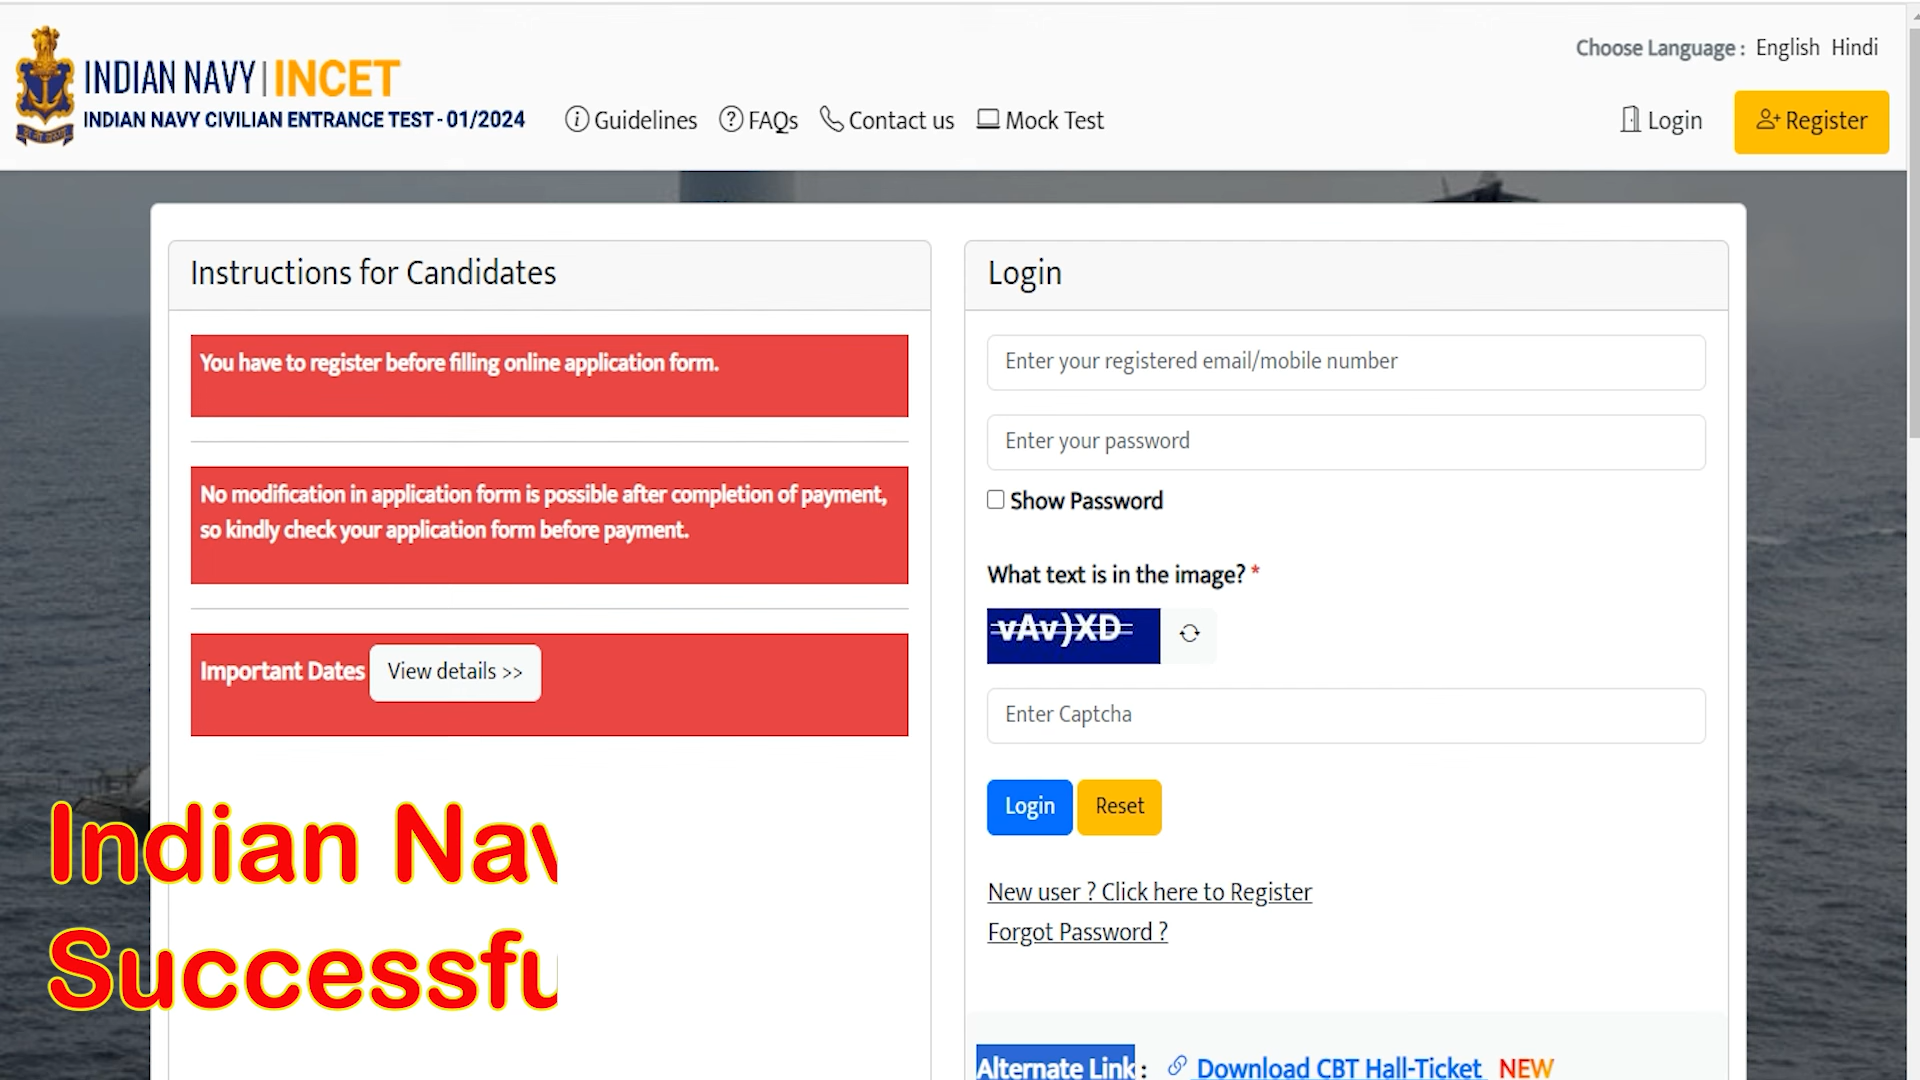 Choose Language : English Hindi
INDIAN NAVY | INCET
INDIAN NAVY CIVILIAN ENTRANCE TEST - 01/2024
Guidelines FAQs Contact us Mock Test
Login Register
Instructions for Candidates
You have to register before filling online application form.
No modification in application form is possible after completion of payment,
so kindly check your application form before payment.
Important Dates View details >>
Login
Enter your registered email/mobile number
Enter your password
Show Password
What text is in the image? *
vAv)XD
Enter Captcha
Login Reset
New user ? Click here to Register
Forgot Password ?
Alternate Link : Download CBT Hall-Ticket NEW
Indian Nav
Successfu